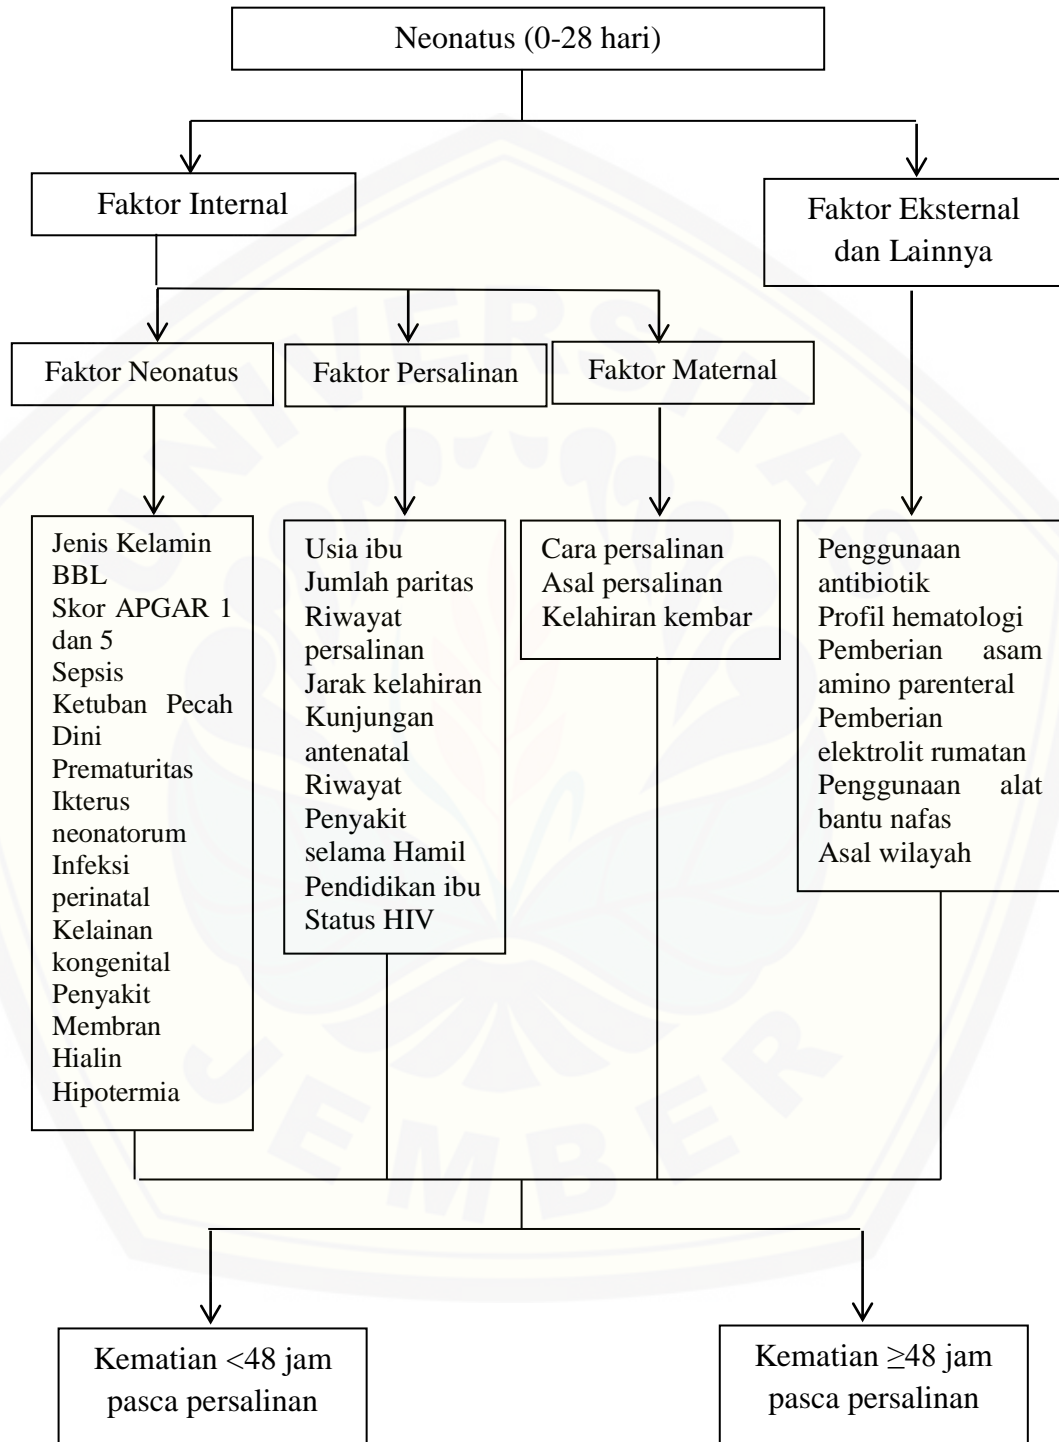 Neonatus (0-28 hari)
Faktor Internal
Faktor Eksternal
dan Lainnya
Faktor Neonatus
Faktor Persalinan
Faktor Maternal
Jenis Kelamin
BBL
Skor APGAR 1
dan 5
Sepsis
Ketuban Pecah
Dini
Prematuritas
Ikterus
neonatorum
Infeksi
perinatal
Kelainan
kongenital
Penyakit
Membran
Hialin
Hipotermia
Usia ibu
Jumlah paritas
Riwayat
persalinan
Jarak kelahiran
Kunjungan
antenatal
Riwayat
Penyakit
selama Hamil
Pendidikan ibu
Status HIV
Cara persalinan
Asal persalinan
Kelahiran kembar
Penggunaan
antibiotik
Profil hematologi
Pemberian asam
amino parenteral
Pemberian
elektrolit rumatan
Penggunaan alat
bantu nafas
Asal wilayah
Kematian <48 jam
pasca persalinan
Kematian ≥48 jam
pasca persalinan
UNIVERSITAS
JEMBER